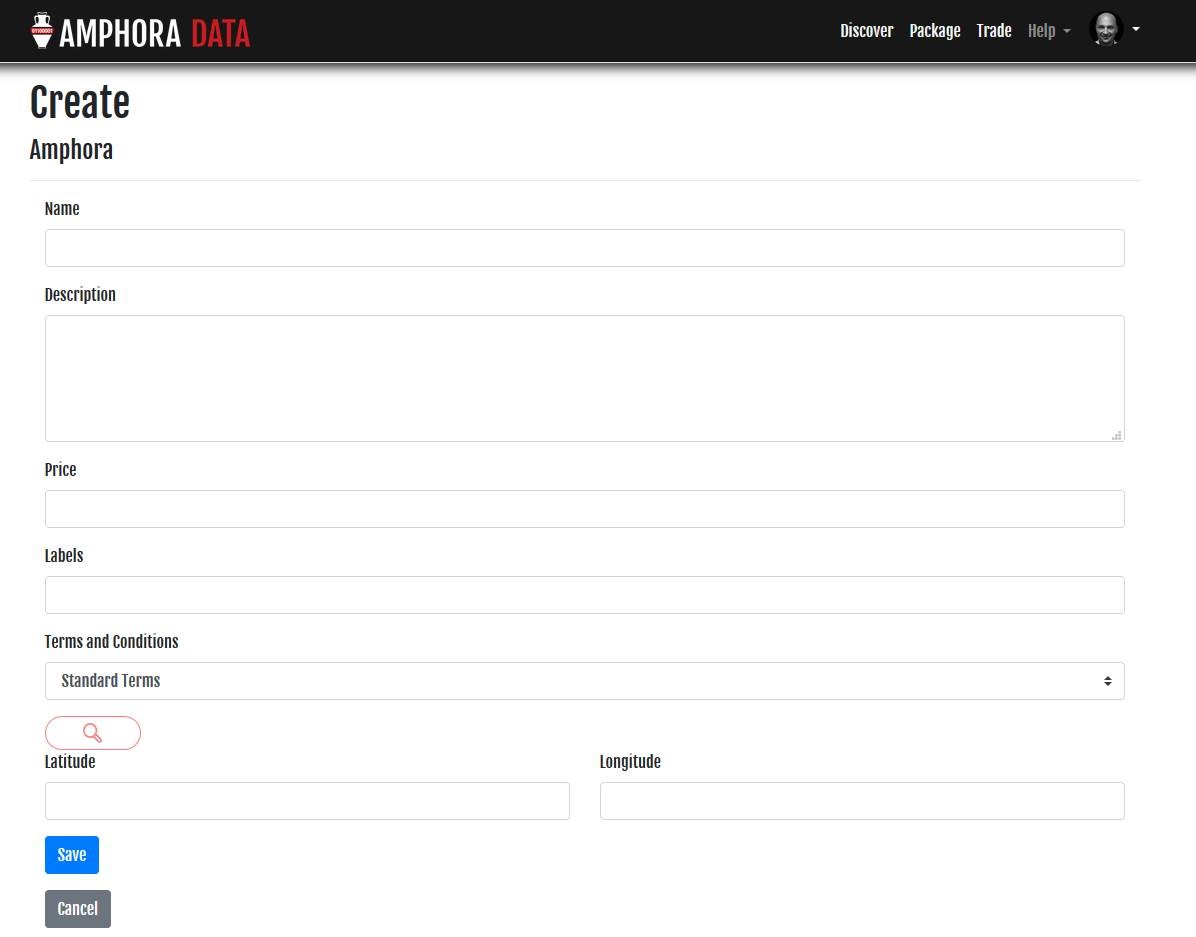 01100001 AMPHORA DATA Discover Package Trade Help
Create
Amphora
Name
Description
Price
Labels
Terms and Conditions
Standard Terms
Latitude Longitude
Save
Cancel